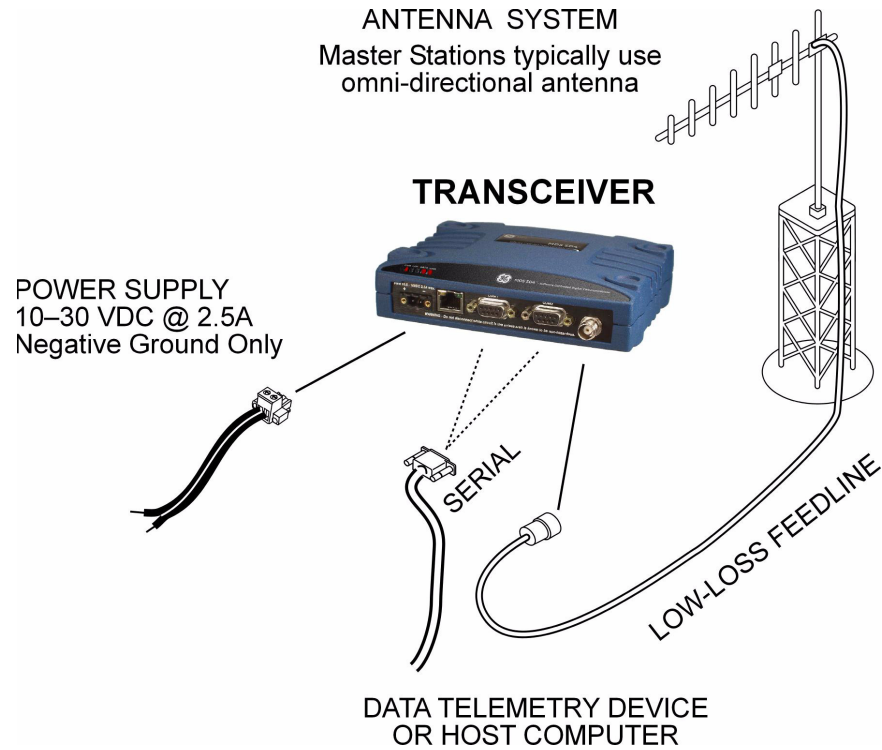 ANTENNA SYSTEM
Master Stations typically use
omni-directional antenna
TRANSCEIVER
POWER SUPPLY
10–30 VDC @ 2.5A
Negative Ground Only
SERIAL
LOW-LOSS FEEDLINE
DATA TELEMETRY DEVICE
OR HOST COMPUTER